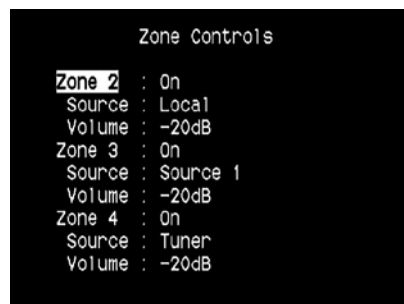 Zone Controls
Zone 2 : On
Source : Local
Volume : -20dB
Zone 3 : On
Source : Source 1
Volume : -20dB
Zone 4 : On
Source : Tuner
Volume : -20dB